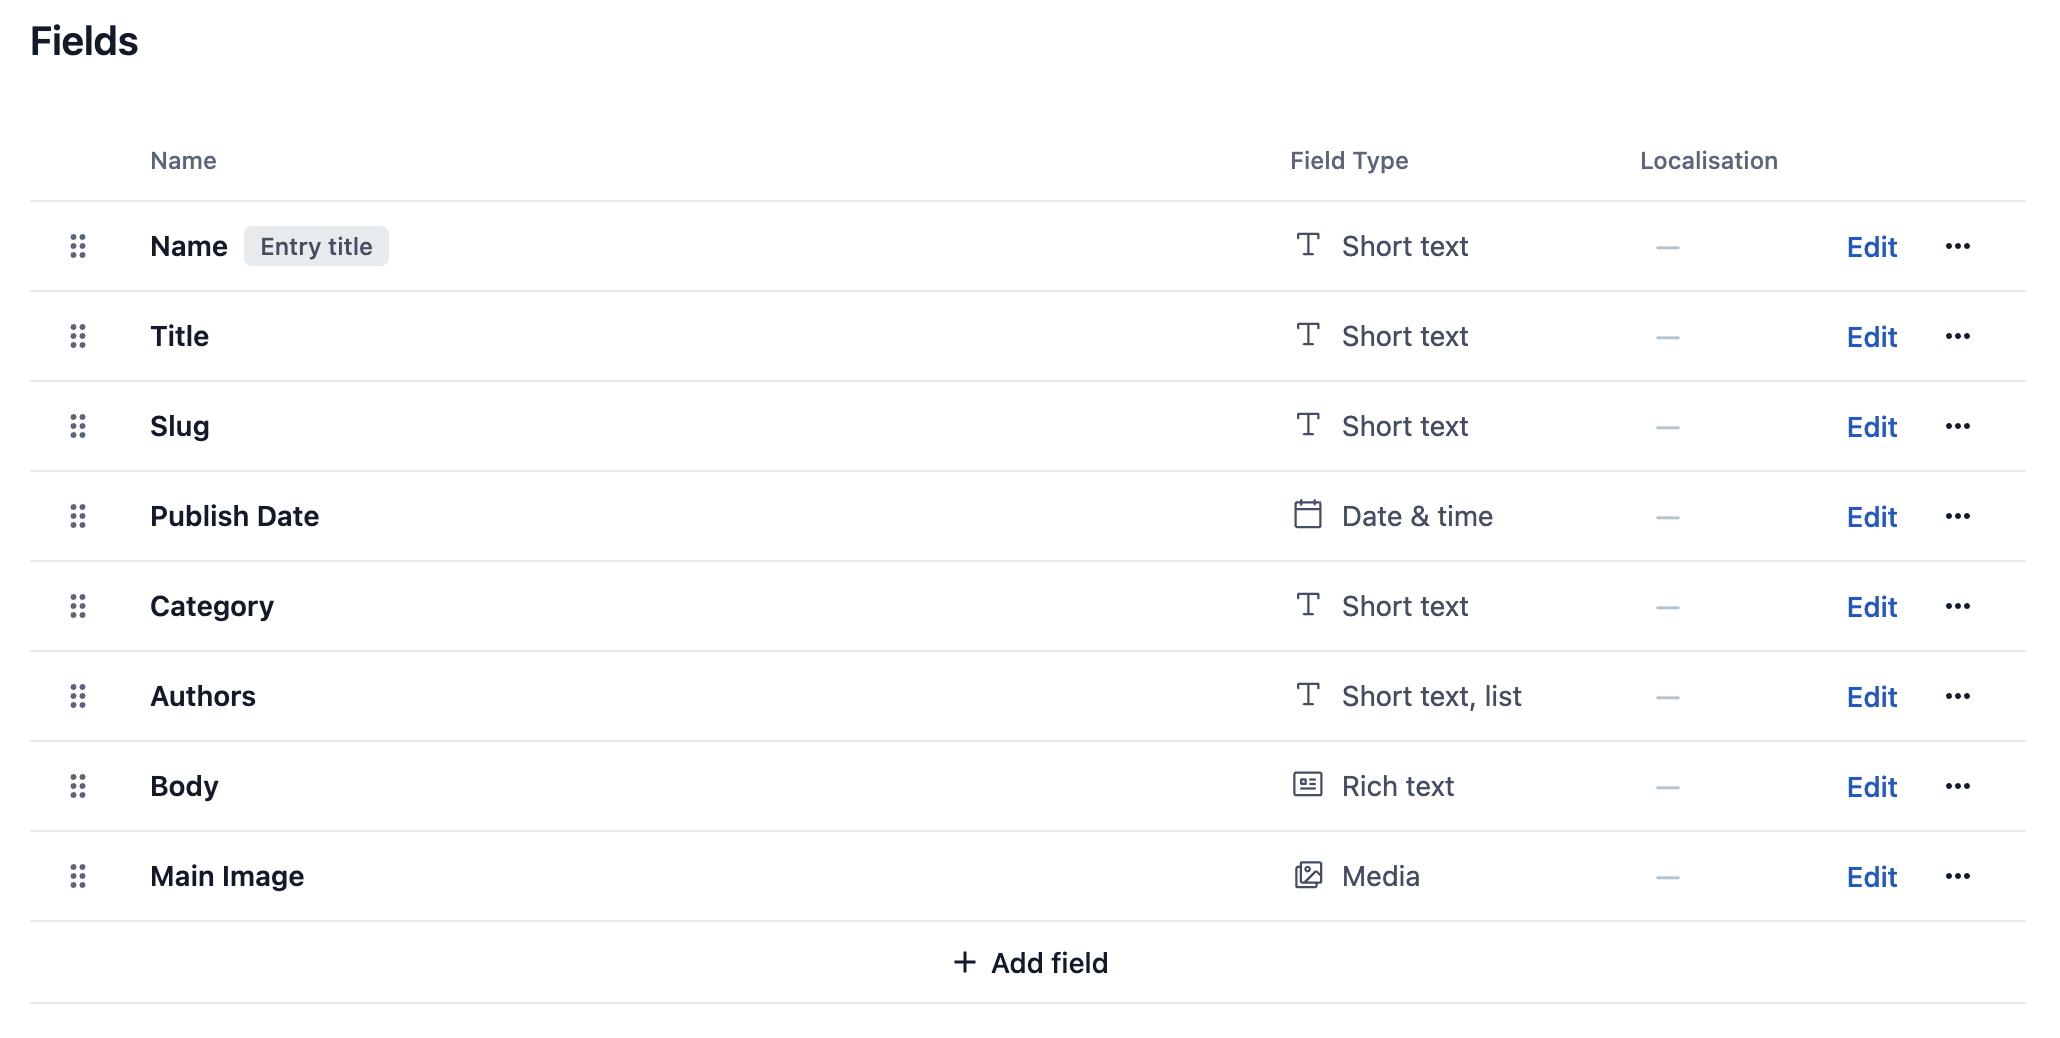 Fields
Name Field Type Localisation
Name Entry title Short text — Edit •••
Title Short text — Edit •••
Slug Short text — Edit •••
Publish Date Date & time — Edit •••
Category Short text — Edit •••
Authors Short text, list — Edit •••
Body Rich text — Edit •••
Main Image Media — Edit •••
+ Add field